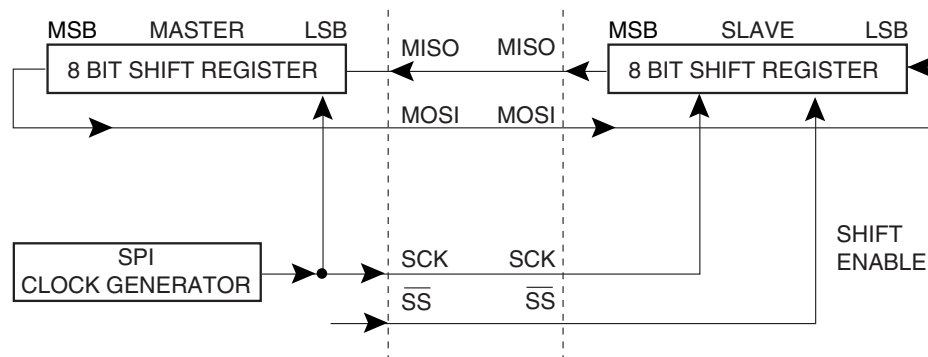 MSB MASTER LSB
8 BIT SHIFT REGISTER
MISO MISO
MSB SLAVE LSB
8 BIT SHIFT REGISTER
MOSI MOSI
SPI
CLOCK GENERATOR
SCK SCK
SS SS
SHIFT
ENABLE